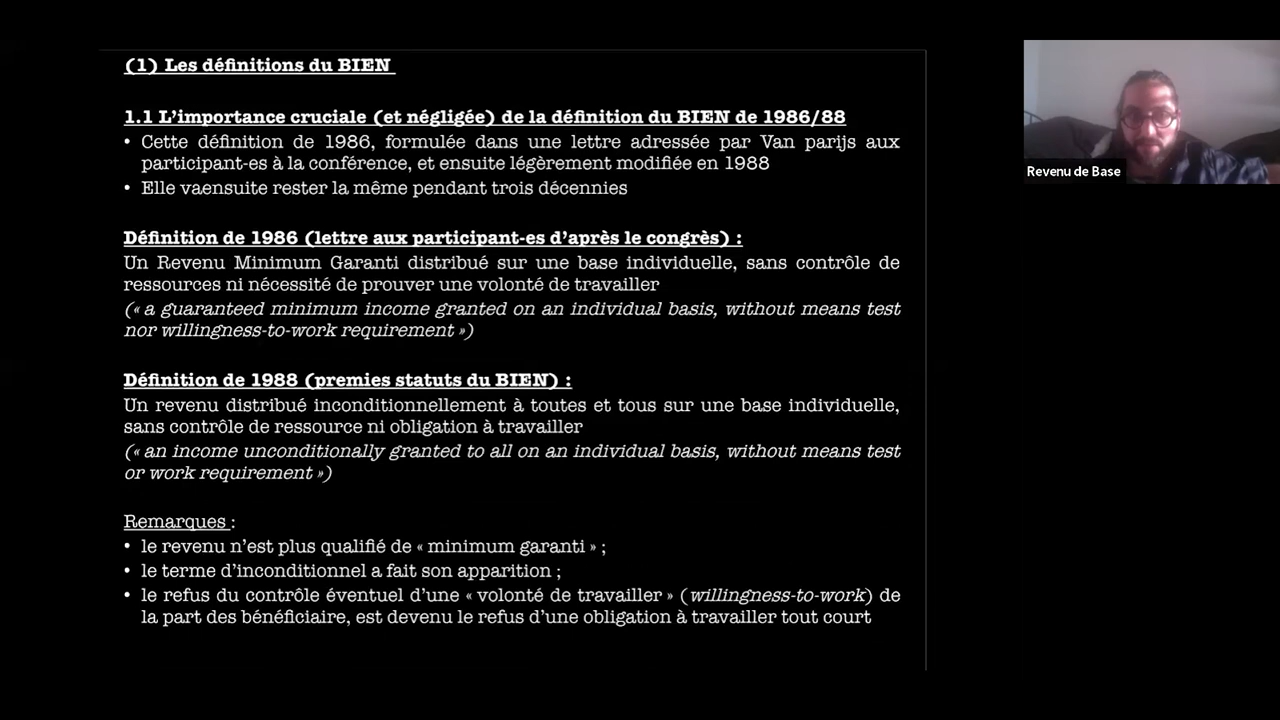 (1) Les définitions du BIEN
1.1 L’importance cruciale (et négligée) de la définition du BIEN de 1986/88
• Cette définition de 1986, formulée dans une lettre adressée par Van parijs aux
participant-es à la conférence, et ensuite légèrement modifiée en 1988
• Elle vaensuite rester la même pendant trois décennies
Définition de 1986 (lettre aux participant-es d’après le congrès) :
Un Revenu Minimum Garanti distribué sur une base individuelle, sans contrôle de
ressources ni nécessité de prouver une volonté de travailler
(« a guaranteed minimum income granted on an individual basis, without means test
nor willingness-to-work requirement »)
Définition de 1988 (premies statuts du BIEN) :
Un revenu distribué inconditionnellement à toutes et tous sur une base individuelle,
sans contrôle de ressource ni obligation à travailler
(« an income unconditionally granted to all on an individual basis, without means test
or work requirement »)
Remarques :
• le revenu n’est plus qualifié de « minimum garanti » ;
• le terme d’inconditionnel a fait son apparition ;
• le refus du contrôle éventuel d’une « volonté de travailler » (willingness-to-work) de
la part des bénéficiaire, est devenu le refus d’une obligation à travailler tout court
Revenu de Base